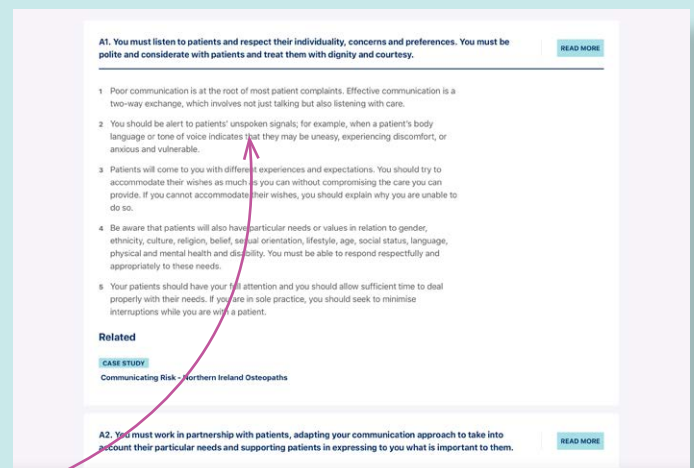 A1. You must listen to patients and respect their individuality, concerns and preferences. You must be
polite and considerate with patients and treat them with dignity and courtesy.
READ MORE
1 Poor communication is at the root of most patient complaints. Effective communication is a
two-way exchange, which involves not just talking but also listening with care.
2 You should be alert to patients' unspoken signals; for example, when a patient's body
language or tone of voice indicates that they may be uneasy, experiencing discomfort, or
anxious and vulnerable.
3 Patients will come to you with different experiences and expectations. You should try to
accommodate their wishes as much as you can without compromising the care you can
provide. If you cannot accommodate their wishes, you should explain why you are unable to
do so.
4 Be aware that patients will also have particular needs or values in relation to gender,
ethnicity, culture, religion, belief, sexual orientation, lifestyle, age, social status, language,
physical and mental health and disability. You must be able to respond respectfully and
appropriately to these needs.
5 Your patients should have your full attention and you should allow sufficient time to deal
properly with their needs. If you are in sole practice, you should seek to minimise
interruptions while you are with a patient.
Related
CASE STUDY
Communicating Risk - Northern Ireland Osteopaths
A2. You must work in partnership with patients, adapting your communication approach to take into
account their particular needs and supporting patients in expressing to you what is important to them.
READ MORE